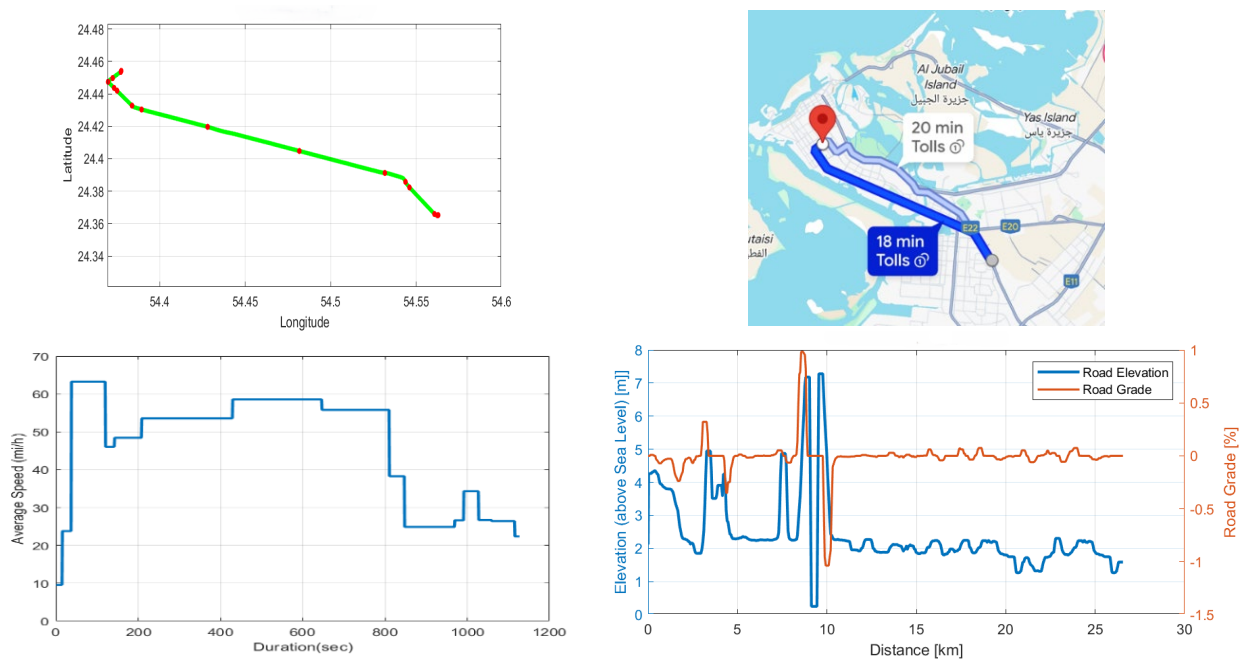 24.48
24.46
24.44
24.42
24.4
24.38
24.36
24.34
Latitude
54.4
54.45
54.5
54.55
54.6
Longitude
Al Jubail
Island
جزيرة الجبيل
Yas Island
جزيرة ياس
20 min
Tolls
18 min
Tolls
E22
E20
E11
utaisi
70
60
50
40
30
20
10
0
Average Speed (mi/h)
0
200
400
600
800
1000
1200
Duration(sec)
8
7
6
5
4
3
2
1
0
Elevation (above Sea Level) [m]]
Road Elevation
Road Grade
1
0.5
0
-0.5
-1
-1.5
Road Grade [%]
0
5
10
15
20
25
30
Distance [km]